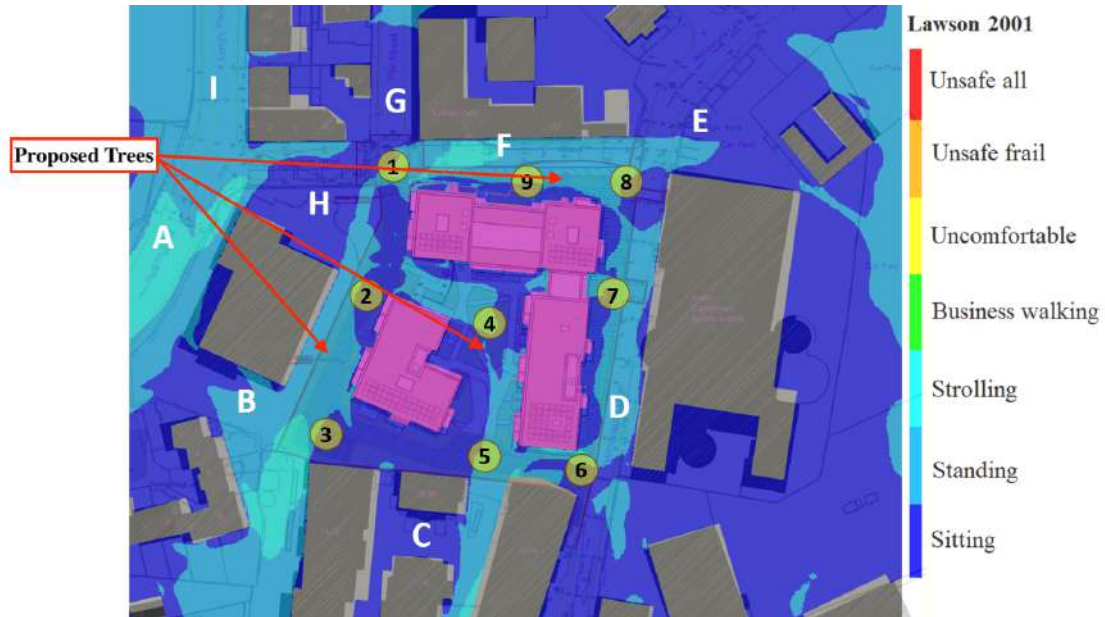 Lawson 2001
Unsafe all
Unsafe frail
Uncomfortable
Business walking
Strolling
Standing
Sitting
Proposed Trees
I
G
E
F
1
9
8
H
A
2
7
4
B
D
3
5
6
C